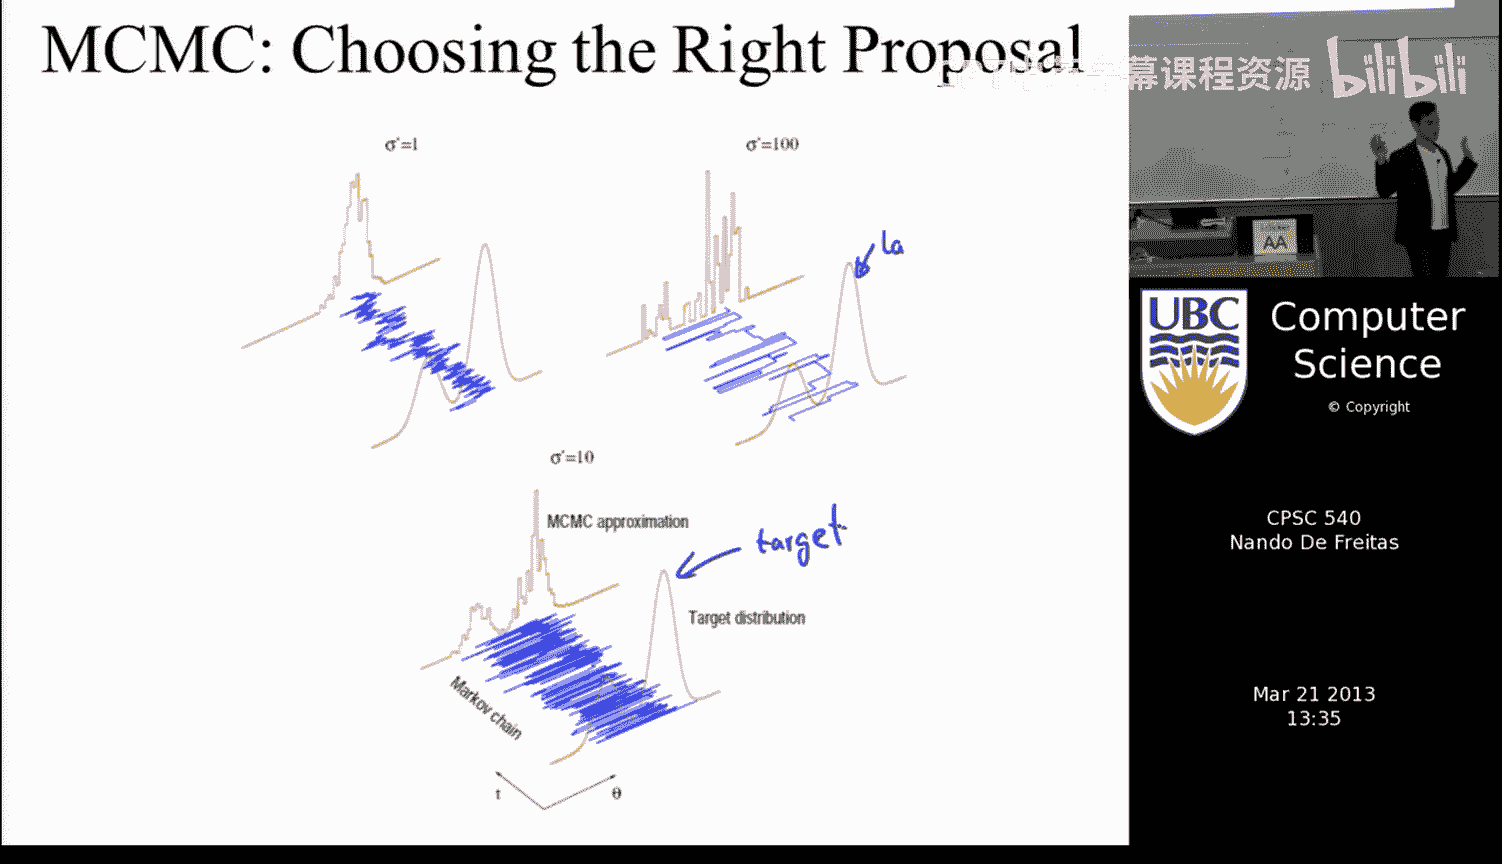 MCMC: Choosing the Right Proposal
幕课程资源 bilibili
σ*=1
σ*=100
la
σ*=10
MCMC approximation
target
Target distribution
Markov chain
t
θ
AA
UBC
Computer
Science
© Copyright
CPSC 540
Nando De Freitas
Mar 21 2013
13:35